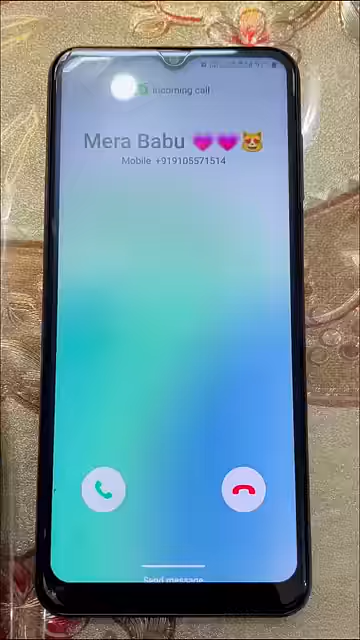 Incoming call
Mera Babu 💗💗😻
Mobile +919105571514
Send message